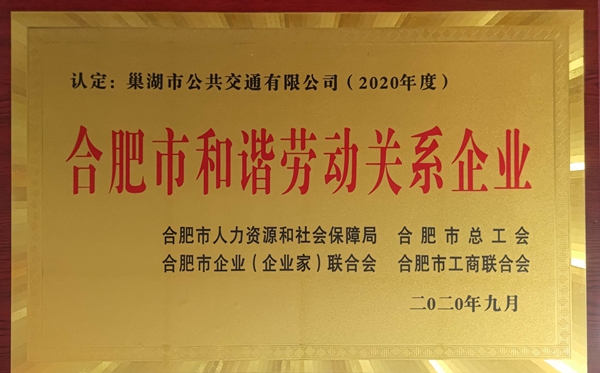 认定：巢湖市公共交通有限公司（2020年度）
合肥市和谐劳动关系企业
合肥市人力资源和社会保障局 合肥市总工会
合肥市企业（企业家）联合会 合肥市工商联合会
二0二0年九月